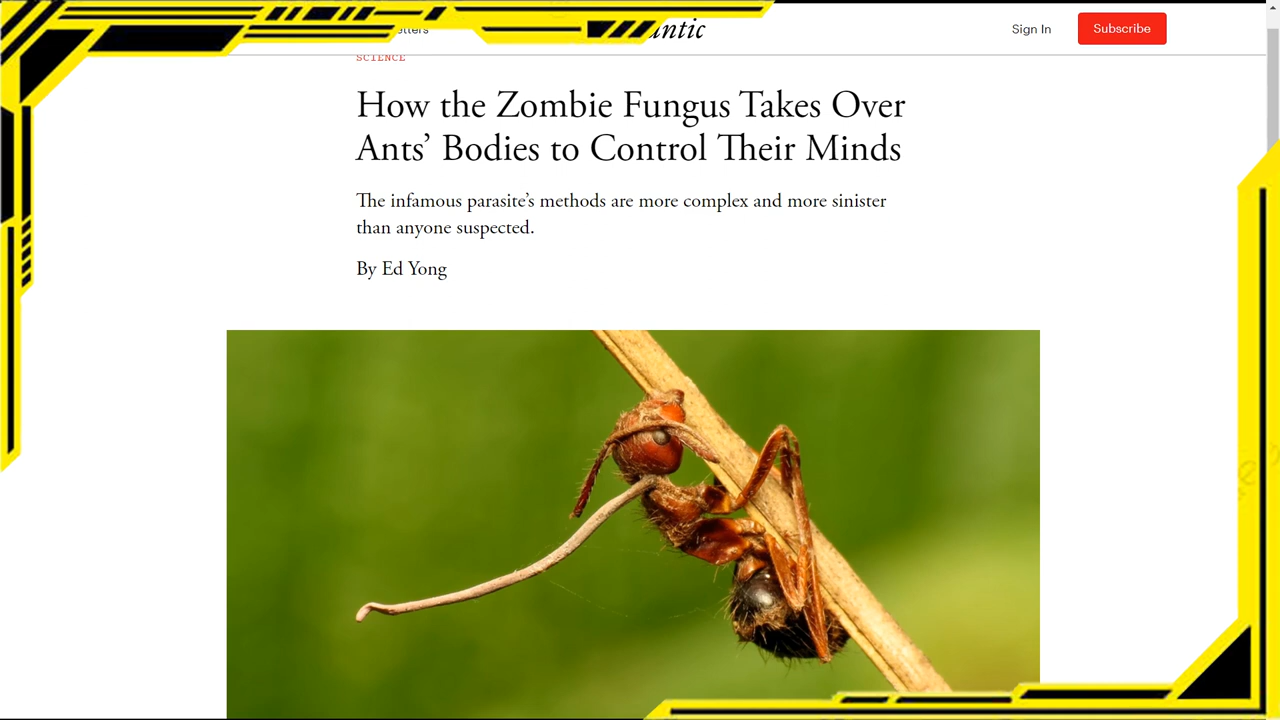 Sign In
Subscribe
SCIENCE
How the Zombie Fungus Takes Over
Ants’ Bodies to Control Their Minds
The infamous parasite’s methods are more complex and more sinister
than anyone suspected.
By Ed Yong